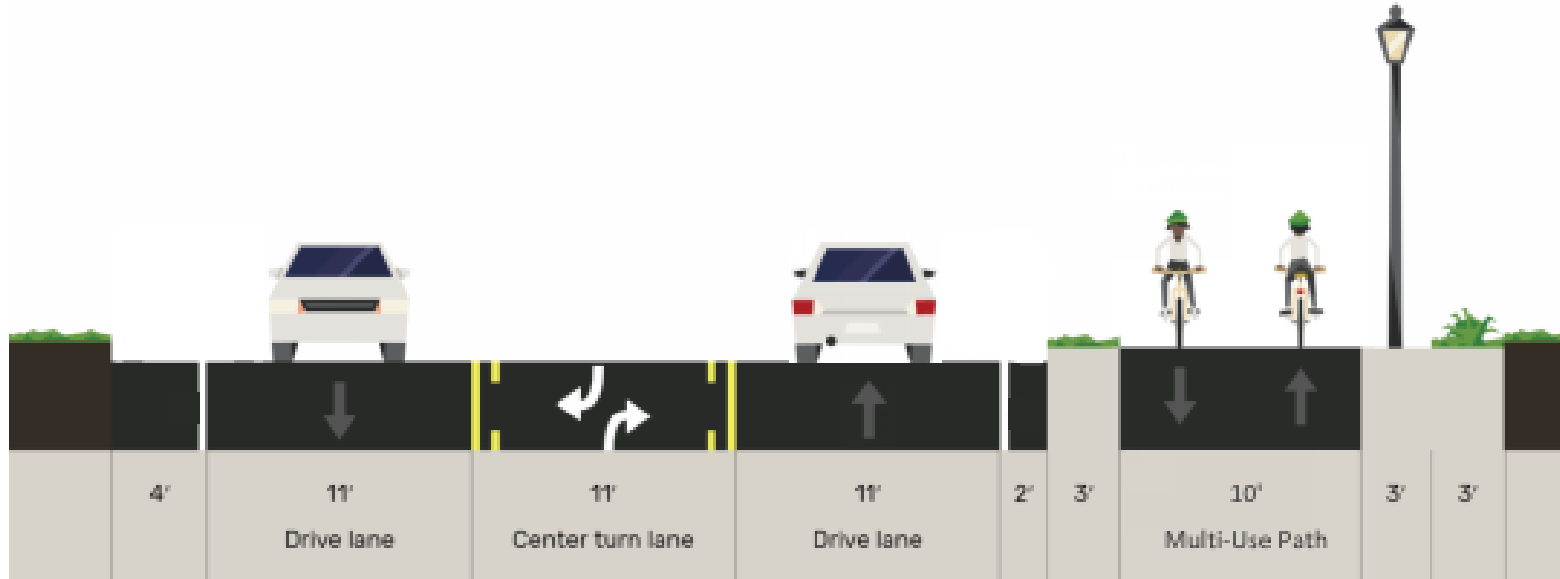 4' 11' 11' 11' 2' 3' 10' 3' 3'
Drive lane Center turn lane Drive lane Multi-Use Path